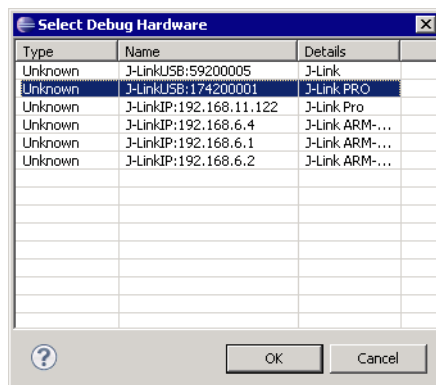 Select Debug Hardware
Type Name Details
Unknown J-LinkUSB:59200005 J-Link
Unknown J-LinkUSB:174200001 J-Link PRO
Unknown J-LinkIP:192.168.11.122 J-Link Pro
Unknown J-LinkIP:192.168.6.4 J-Link ARM-...
Unknown J-LinkIP:192.168.6.1 J-Link ARM-...
Unknown J-LinkIP:192.168.6.2 J-Link ARM-...
? OK Cancel